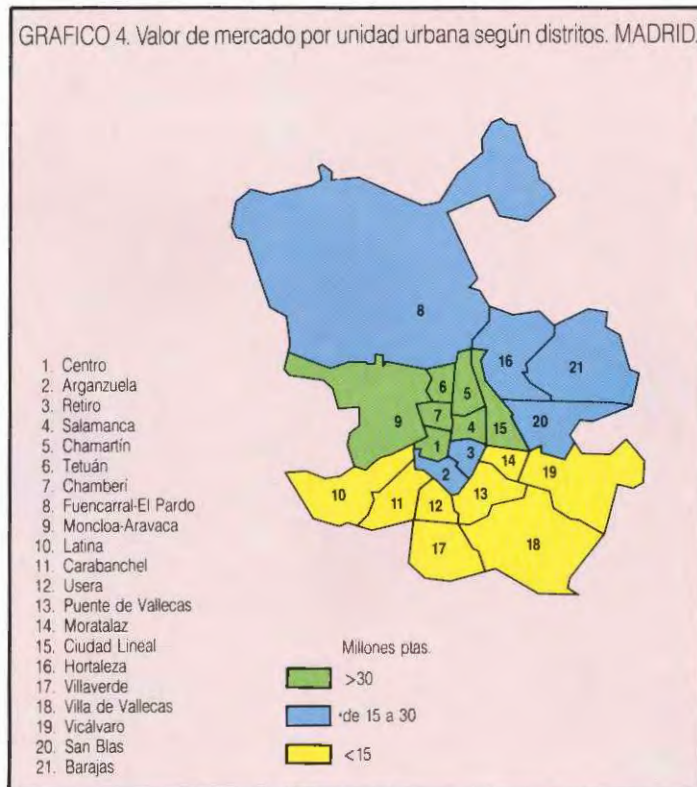 GRAFICO 4. Valor de mercado por unidad urbana según distritos. MADRID.
8
16
21
6
5
9
7
4
15
20
1
3
14
19
2
10
11
12
13
17
18
1. Centro
2. Arganzuela
3. Retiro
4. Salamanca
5. Chamartín
6. Tetuán
7. Chamberí
8. Fuencarral-El Pardo
9. Moncloa-Aravaca
10. Latina
11. Carabanchel
12. Usera
13. Puente de Vallecas
14. Moratalaz
15. Ciudad Lineal
16. Hortaleza
17. Villaverde
18. Villa de Vallecas
19. Vicálvaro
20. San Blas
21. Barajas
Millones ptas.
>30
de 15 a 30
<15